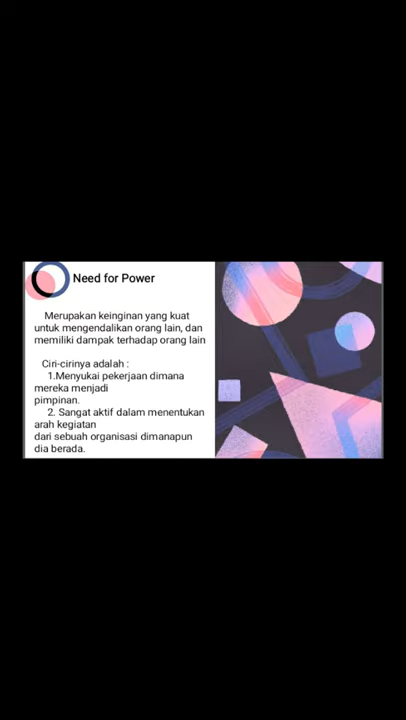 Need for Power
Merupakan keinginan yang kuat
untuk mengendalikan orang lain, dan
memiliki dampak terhadap orang lain
Ciri-cirinya adalah :
1.Menyukai pekerjaan dimana
mereka menjadi
pimpinan.
2. Sangat aktif dalam menentukan
arah kegiatan
dari sebuah organisasi dimanapun
dia berada.